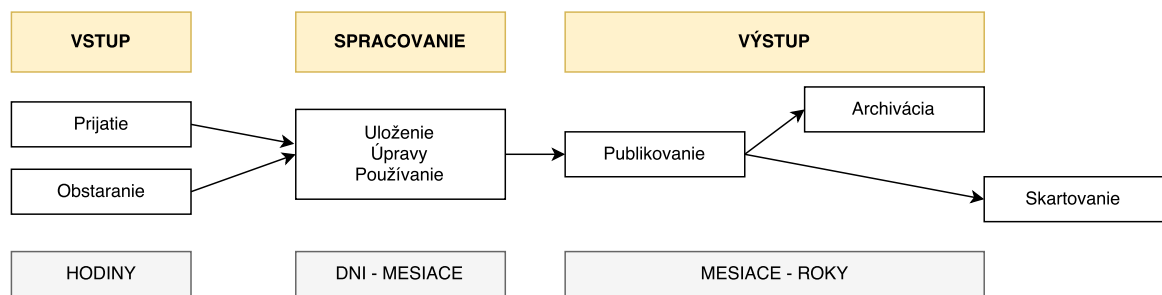 VSTUP
SPRACOVANIE
VÝSTUP
Prijatie
Obstaranie
Uloženie
Úpravy
Používanie
Publikovanie
Archivácia
Skartovanie
HODINY
DNI - MESIACE
MESIACE - ROKY